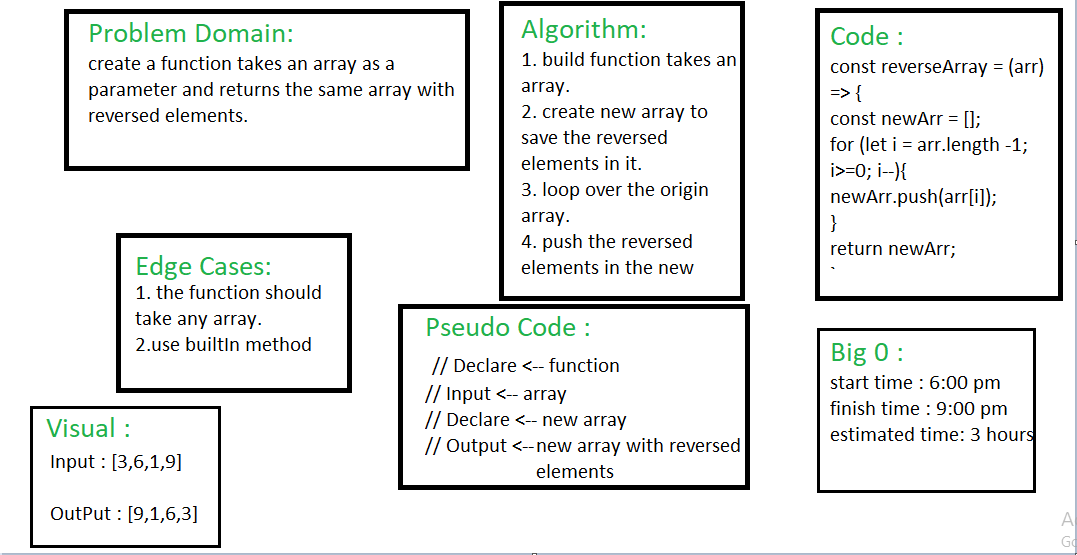 Problem Domain:
create a function takes an array as a
parameter and returns the same array with
reversed elements.
Algorithm:
1. build function takes an
array.
2. create new array to
save the reversed
elements in it.
3. loop over the origin
array.
4. push the reversed
elements in the new
Code :
const reverseArray = (arr)
=> {
const newArr = [];
for (let i = arr.length -1;
i>=0; i--){
newArr.push(arr[i]);
}
return newArr;
Edge Cases:
1. the function should
take any array.
2.use builtIn method
Pseudo Code :
// Declare <-- function
// Input <-- array
// Declare <-- new array
// Output <--new array with reversed
elements
Big 0 :
start time : 6:00 pm
finish time : 9:00 pm
estimated time: 3 hours
Visual :
Input : [3,6,1,9]
OutPut : [9,1,6,3]